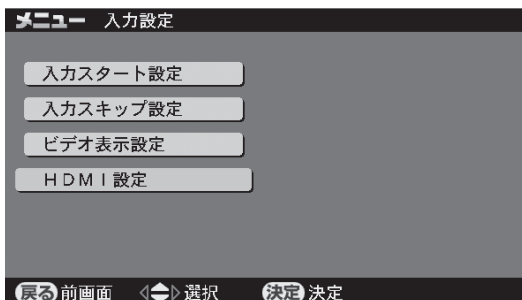 メニュー 入力設定
入力スタート設定
入力スキップ設定
ビデオ表示設定
HDMI設定
戻る 前画面 選択 決定 決定